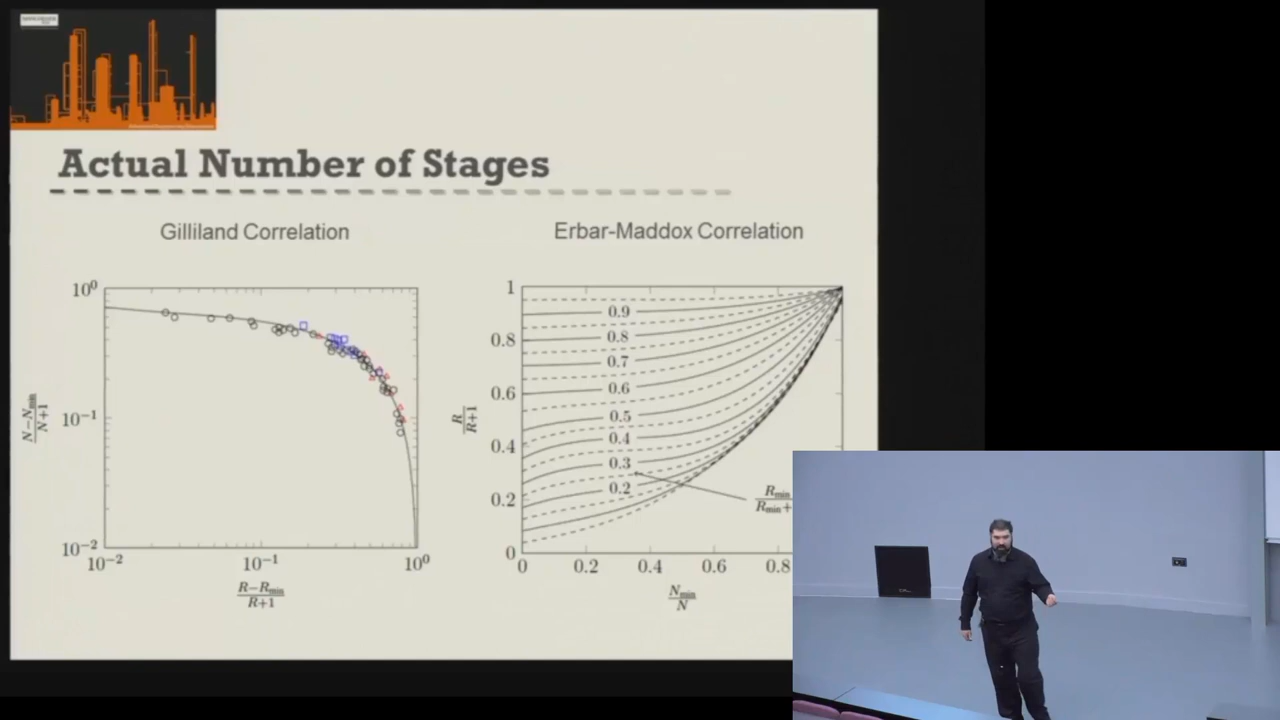 Actual Number of Stages
Gilliland Correlation
Erbar-Maddox Correlation
10^0
10^-1
10^-2
N-N_min
N+1
10^-2
10^-1
10^0
R-R_min
R+1
1
0.8
0.6
0.4
0.2
0
R
R+1
0.9
0.8
0.7
0.6
0.5
0.4
0.3
0.2
R_min
R_min+
0
0.2
0.4
0.6
0.8
N_min
N